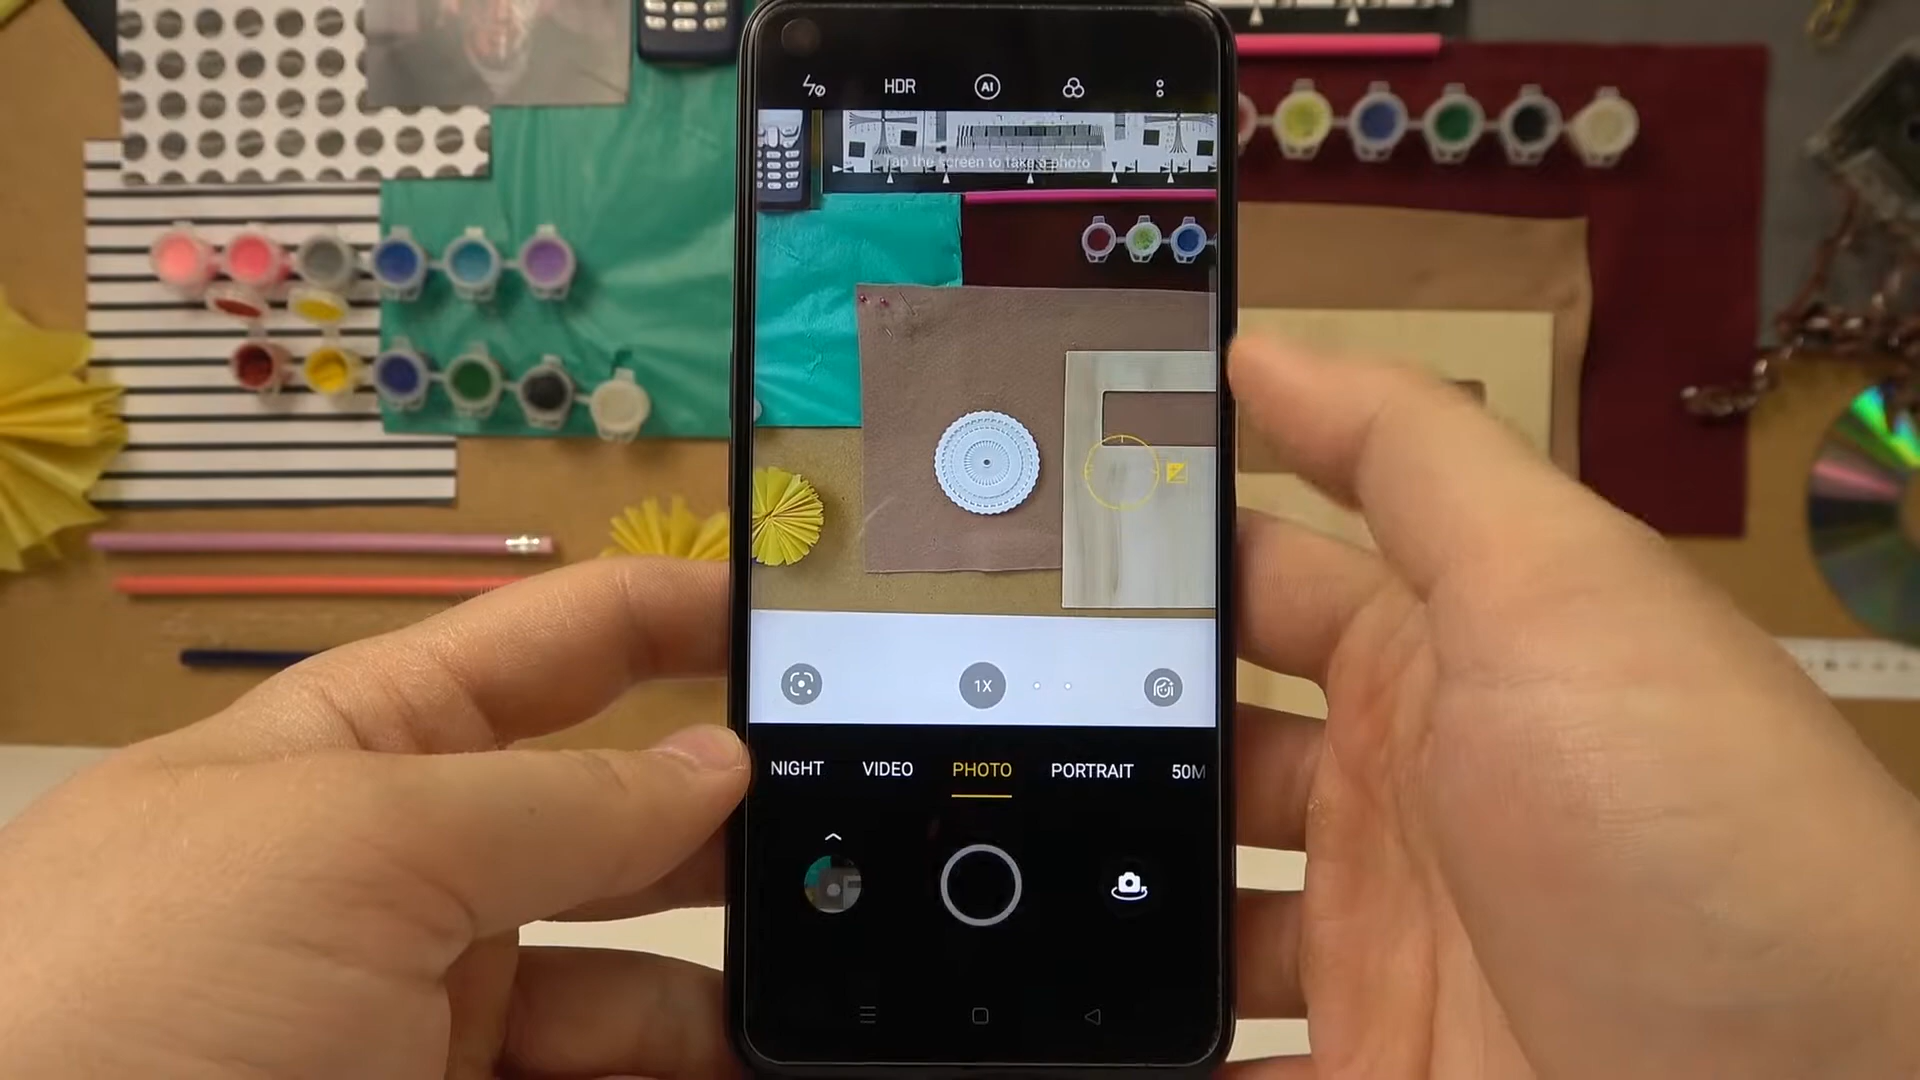 HDR
AI
Tap the screen to take a photo
1X
NIGHT VIDEO PHOTO PORTRAIT 50M